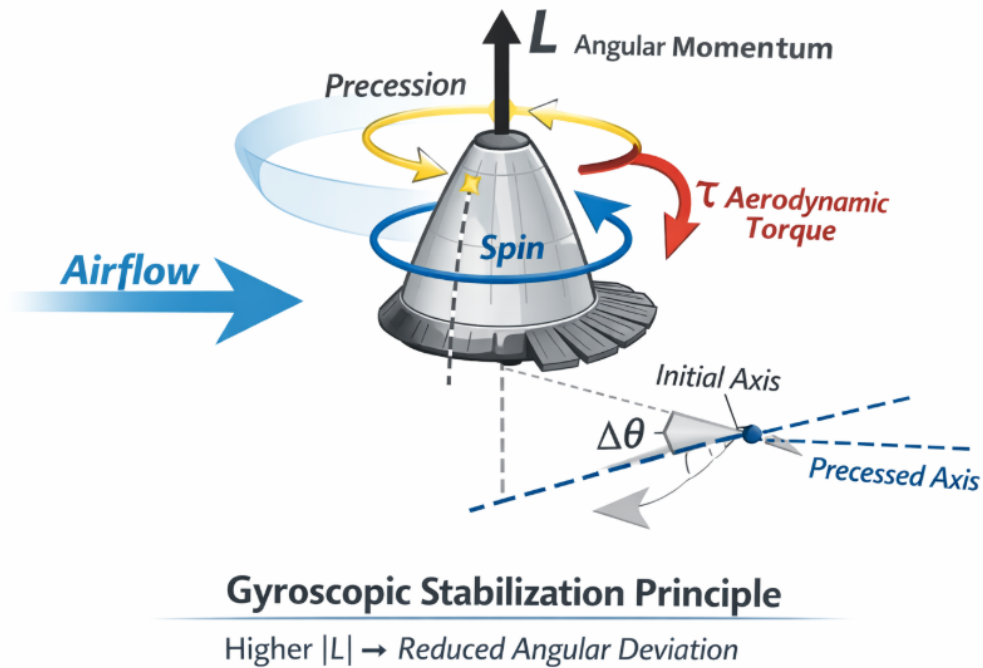 L Angular Momentum
Precession
τ Aerodynamic
Torque
Spin
Airflow
Initial Axis
Δθ
Precessed Axis
Gyroscopic Stabilization Principle
Higher |L| → Reduced Angular Deviation